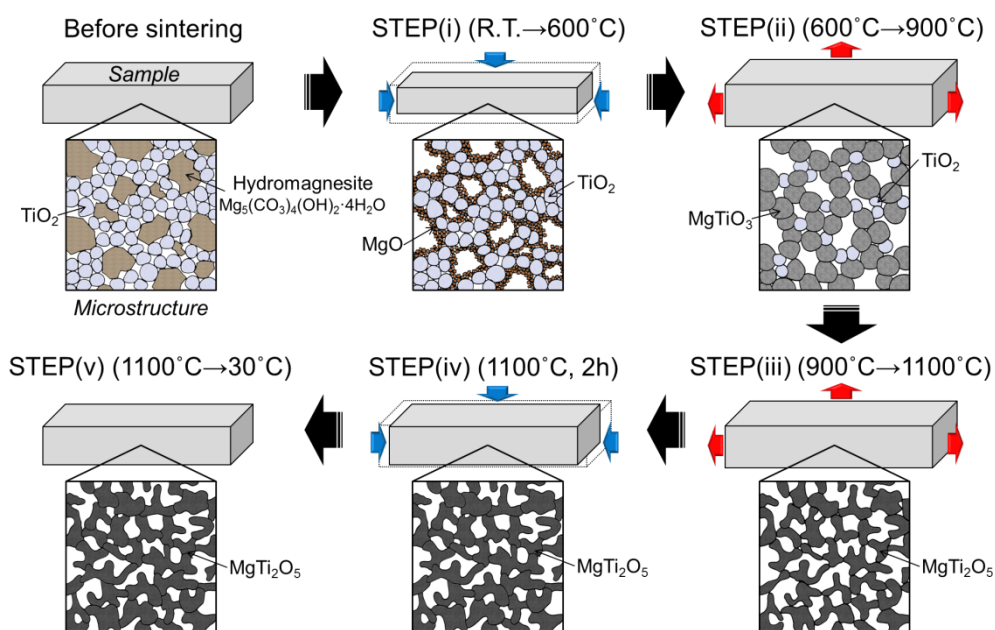 Before sintering
Sample
TiO₂
Hydromagnesite
Mg₅(CO₃)₄(OH)₂·4H₂O
Microstructure
STEP(i) (R.T.→600˚C)
TiO₂
MgO
STEP(ii) (600˚C→900˚C)
TiO₂
MgTiO₃
STEP(v) (1100˚C→30˚C)
MgTi₂O₅
STEP(iv) (1100˚C, 2h)
MgTi₂O₅
STEP(iii) (900˚C→1100˚C)
MgTi₂O₅